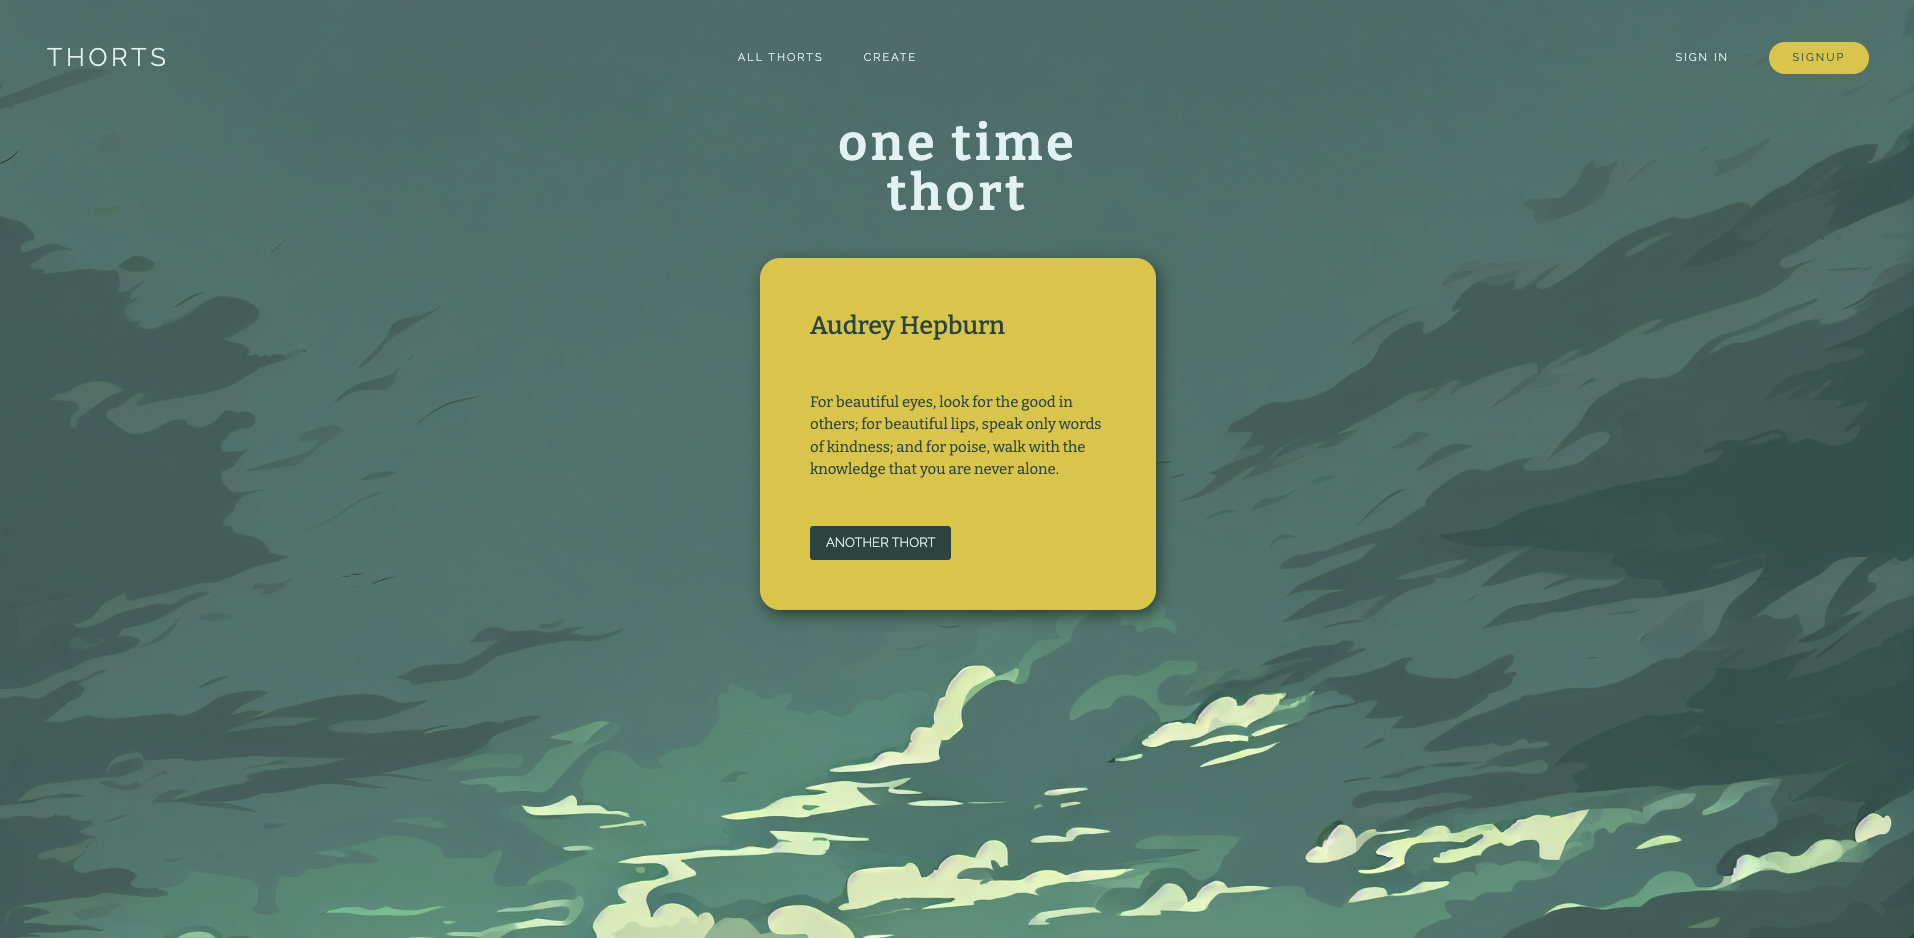 THORTS
ALL THORTS
CREATE
SIGN IN
SIGNUP
one time
thort
Audrey Hepburn
For beautiful eyes, look for the good in
others; for beautiful lips, speak only words
of kindness; and for poise, walk with the
knowledge that you are never alone.
ANOTHER THORT